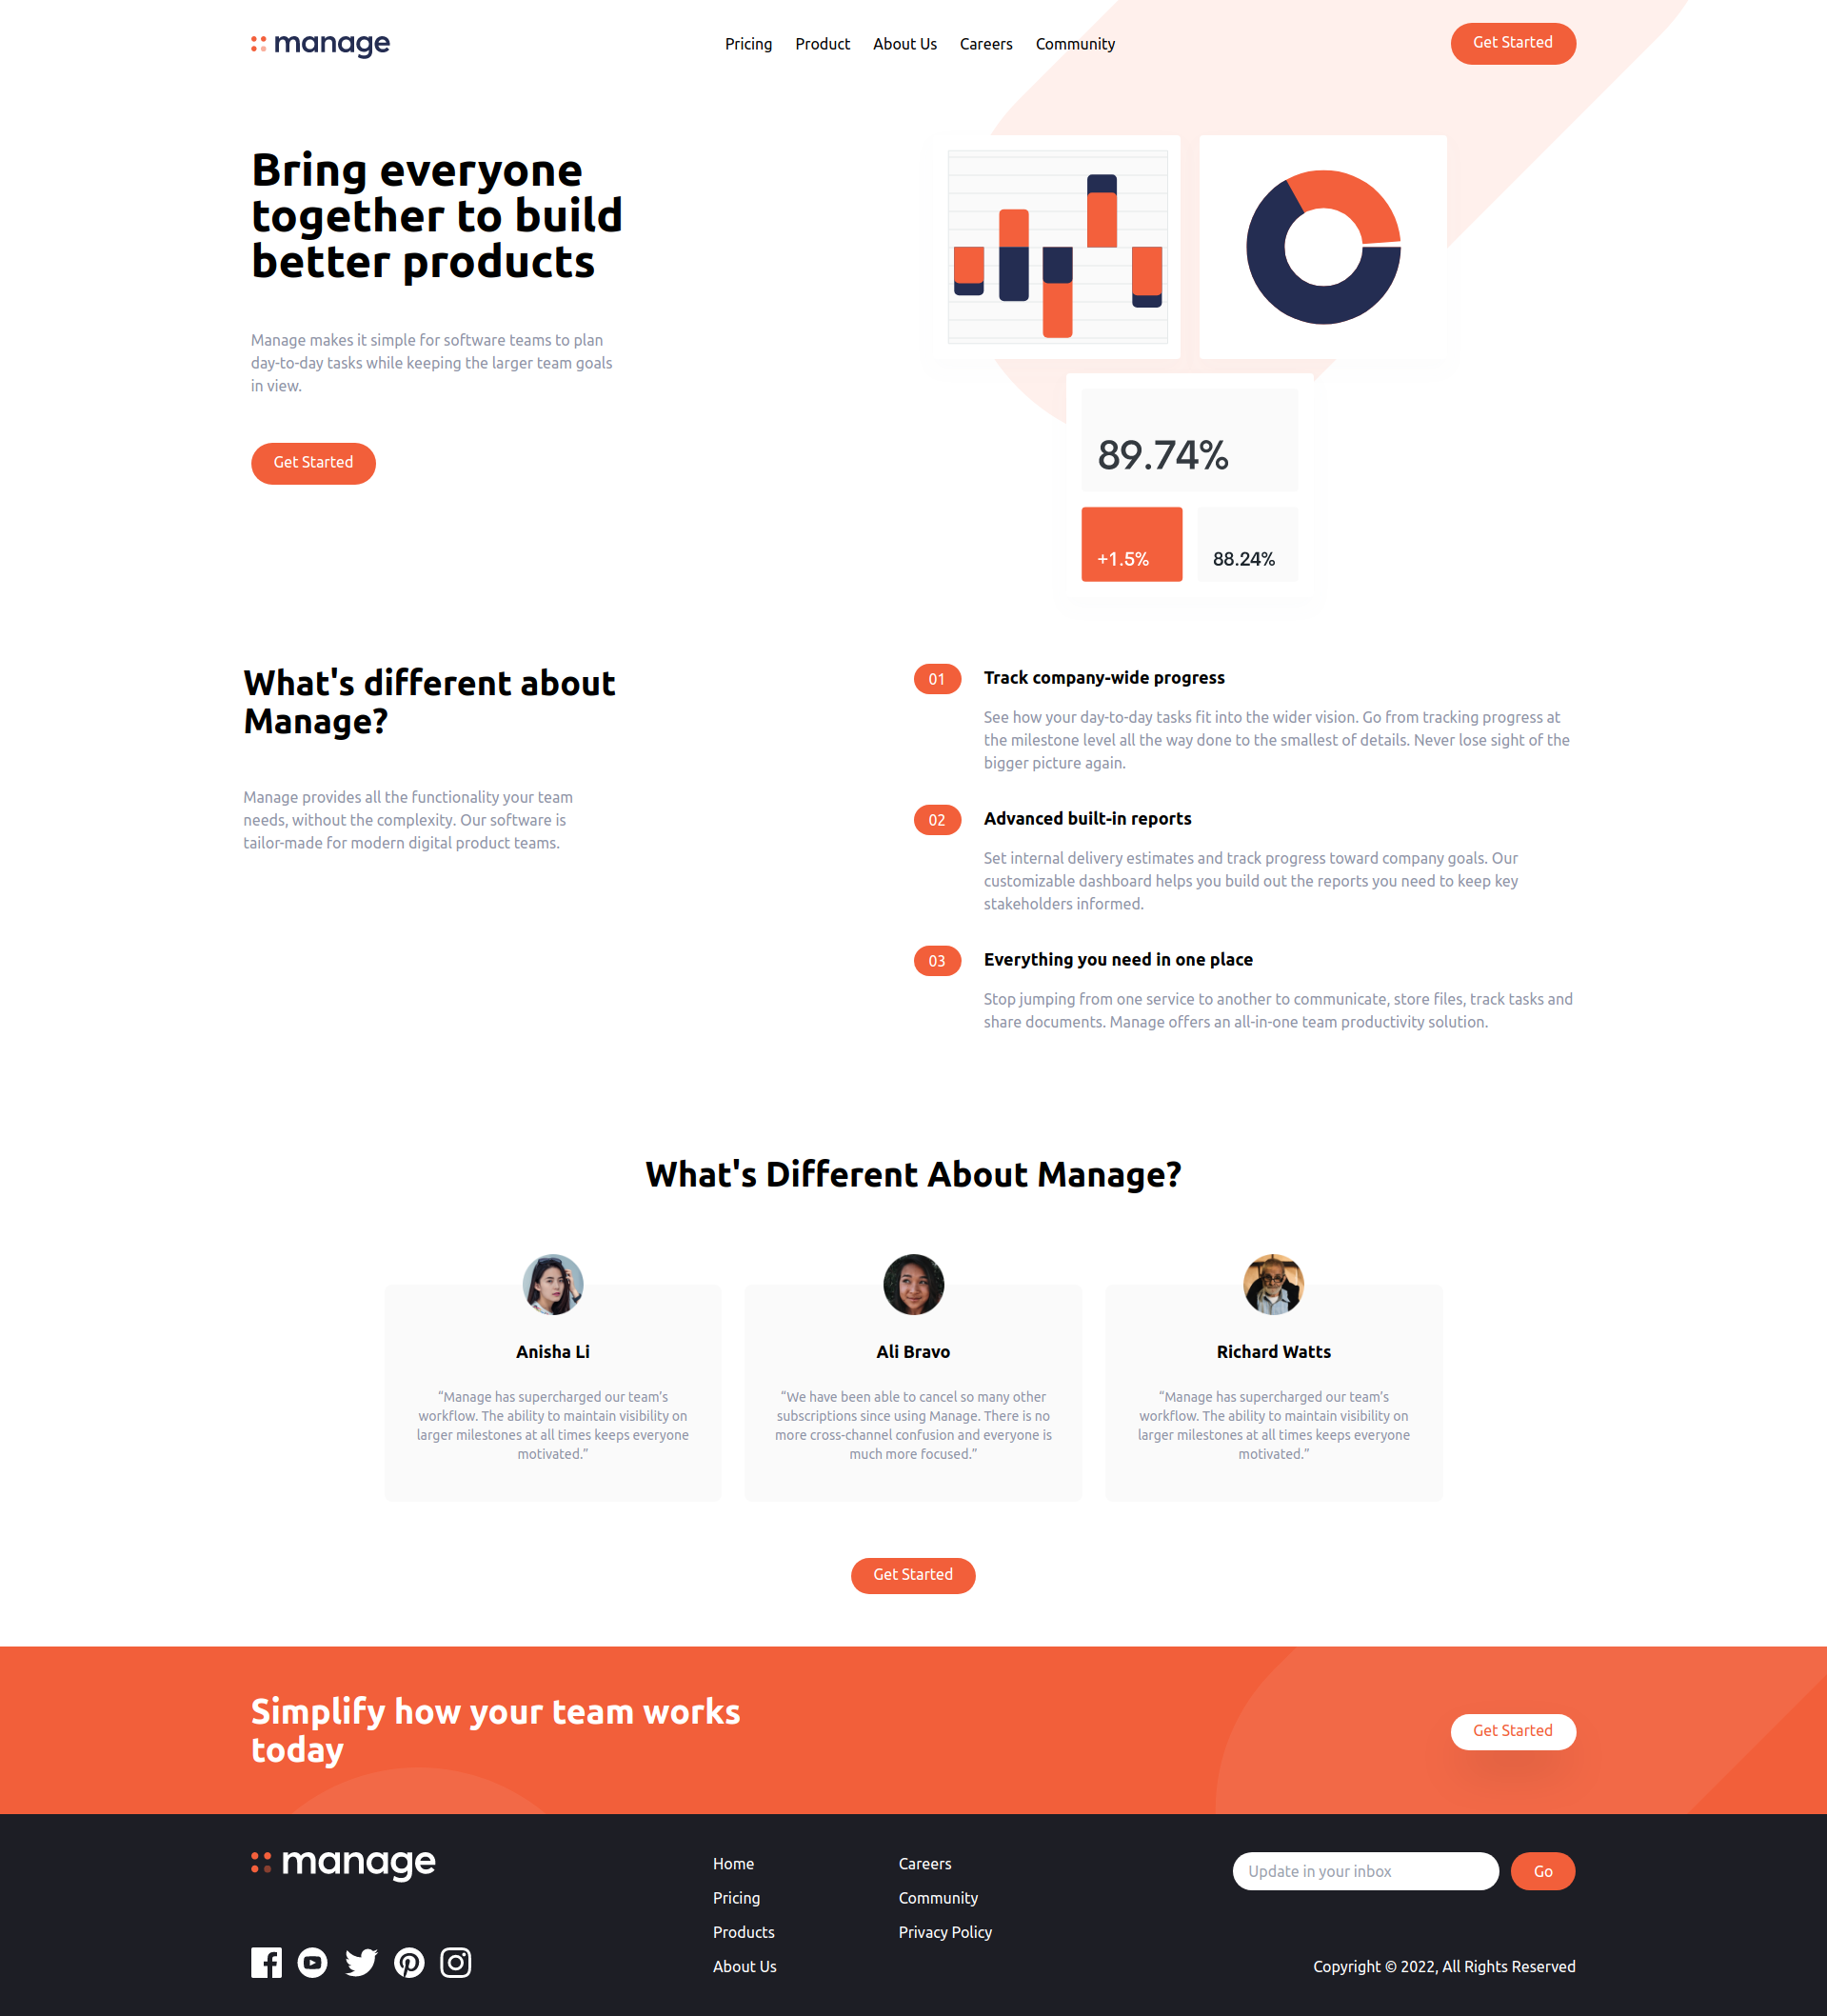 manage
Pricing Product About Us Careers Community
Get Started
Bring everyone
together to build
better products
Manage makes it simple for software teams to plan
day-to-day tasks while keeping the larger team goals
in view.
Get Started
89.74%
+1.5%
88.24%
What's different about
Manage?
Manage provides all the functionality your team
needs, without the complexity. Our software is
tailor-made for modern digital product teams.
01 Track company-wide progress
See how your day-to-day tasks fit into the wider vision. Go from tracking progress at
the milestone level all the way done to the smallest of details. Never lose sight of the
bigger picture again.
02 Advanced built-in reports
Set internal delivery estimates and track progress toward company goals. Our
customizable dashboard helps you build out the reports you need to keep key
stakeholders informed.
03 Everything you need in one place
Stop jumping from one service to another to communicate, store files, track tasks and
share documents. Manage offers an all-in-one team productivity solution.
What's Different About Manage?
Anisha Li
“Manage has supercharged our team’s
workflow. The ability to maintain visibility on
larger milestones at all times keeps everyone
motivated.”
Ali Bravo
“We have been able to cancel so many other
subscriptions since using Manage. There is no
more cross-channel confusion and everyone is
much more focused.”
Richard Watts
“Manage has supercharged our team’s
workflow. The ability to maintain visibility on
larger milestones at all times keeps everyone
motivated.”
Get Started
Simplify how your team works
today
Get Started
manage
Home
Pricing
Products
About Us
Careers
Community
Privacy Policy
Update in your inbox
Go
Copyright © 2022, All Rights Reserved